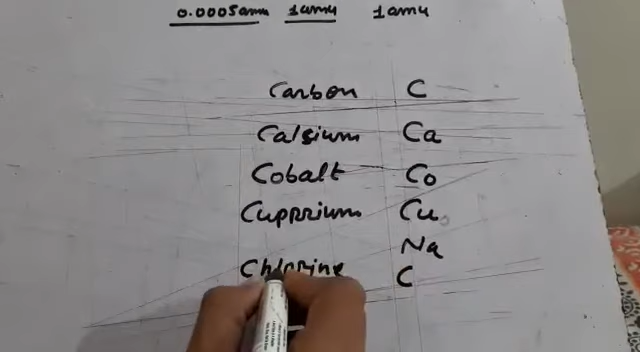 0.0005amu 1amu 1amu
Carbon C
Calsium Ca
Cobalt Co
Cupprium Cu
Na
Chlorine C